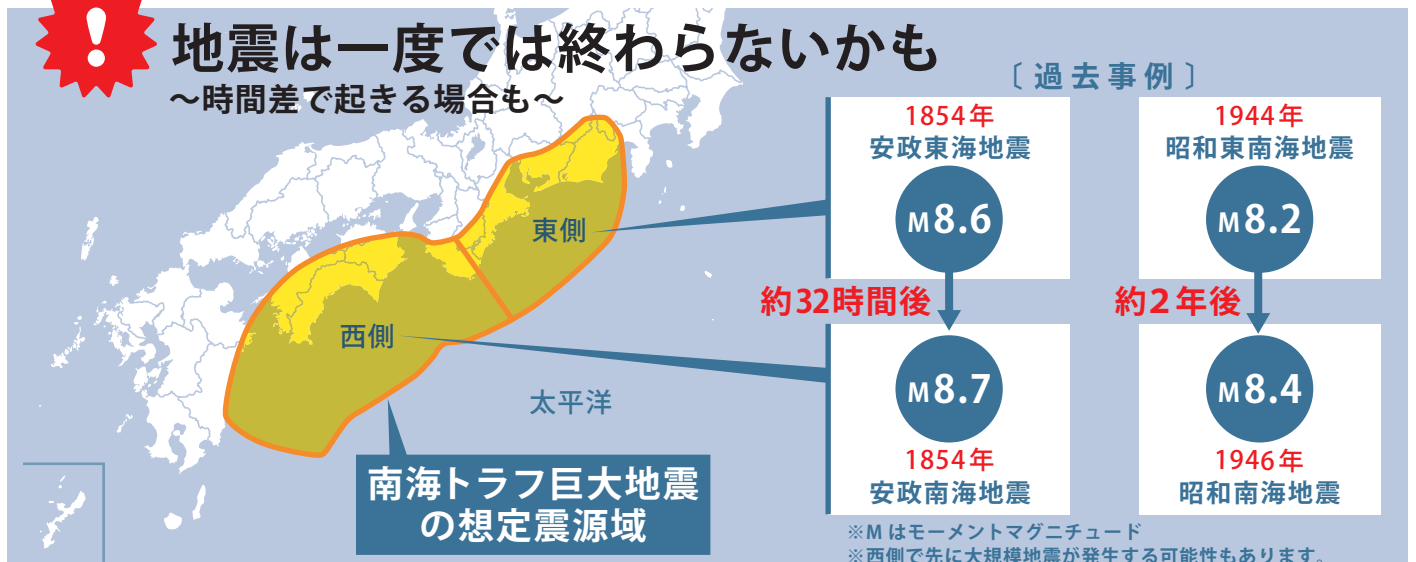 !
地震は一度では終わらないかも
～時間差で起きる場合も～
〔過去事例〕
1854年
安政東海地震
M8.6
約32時間後
M8.7
1854年
安政南海地震
1944年
昭和東南海地震
M8.2
約2年後
M8.4
1946年
昭和南海地震
東側
西側
太平洋
南海トラフ巨大地震
の想定震源域
※Mはモーメントマグニチュード
※西側で先に大規模地震が発生する可能性もあります。